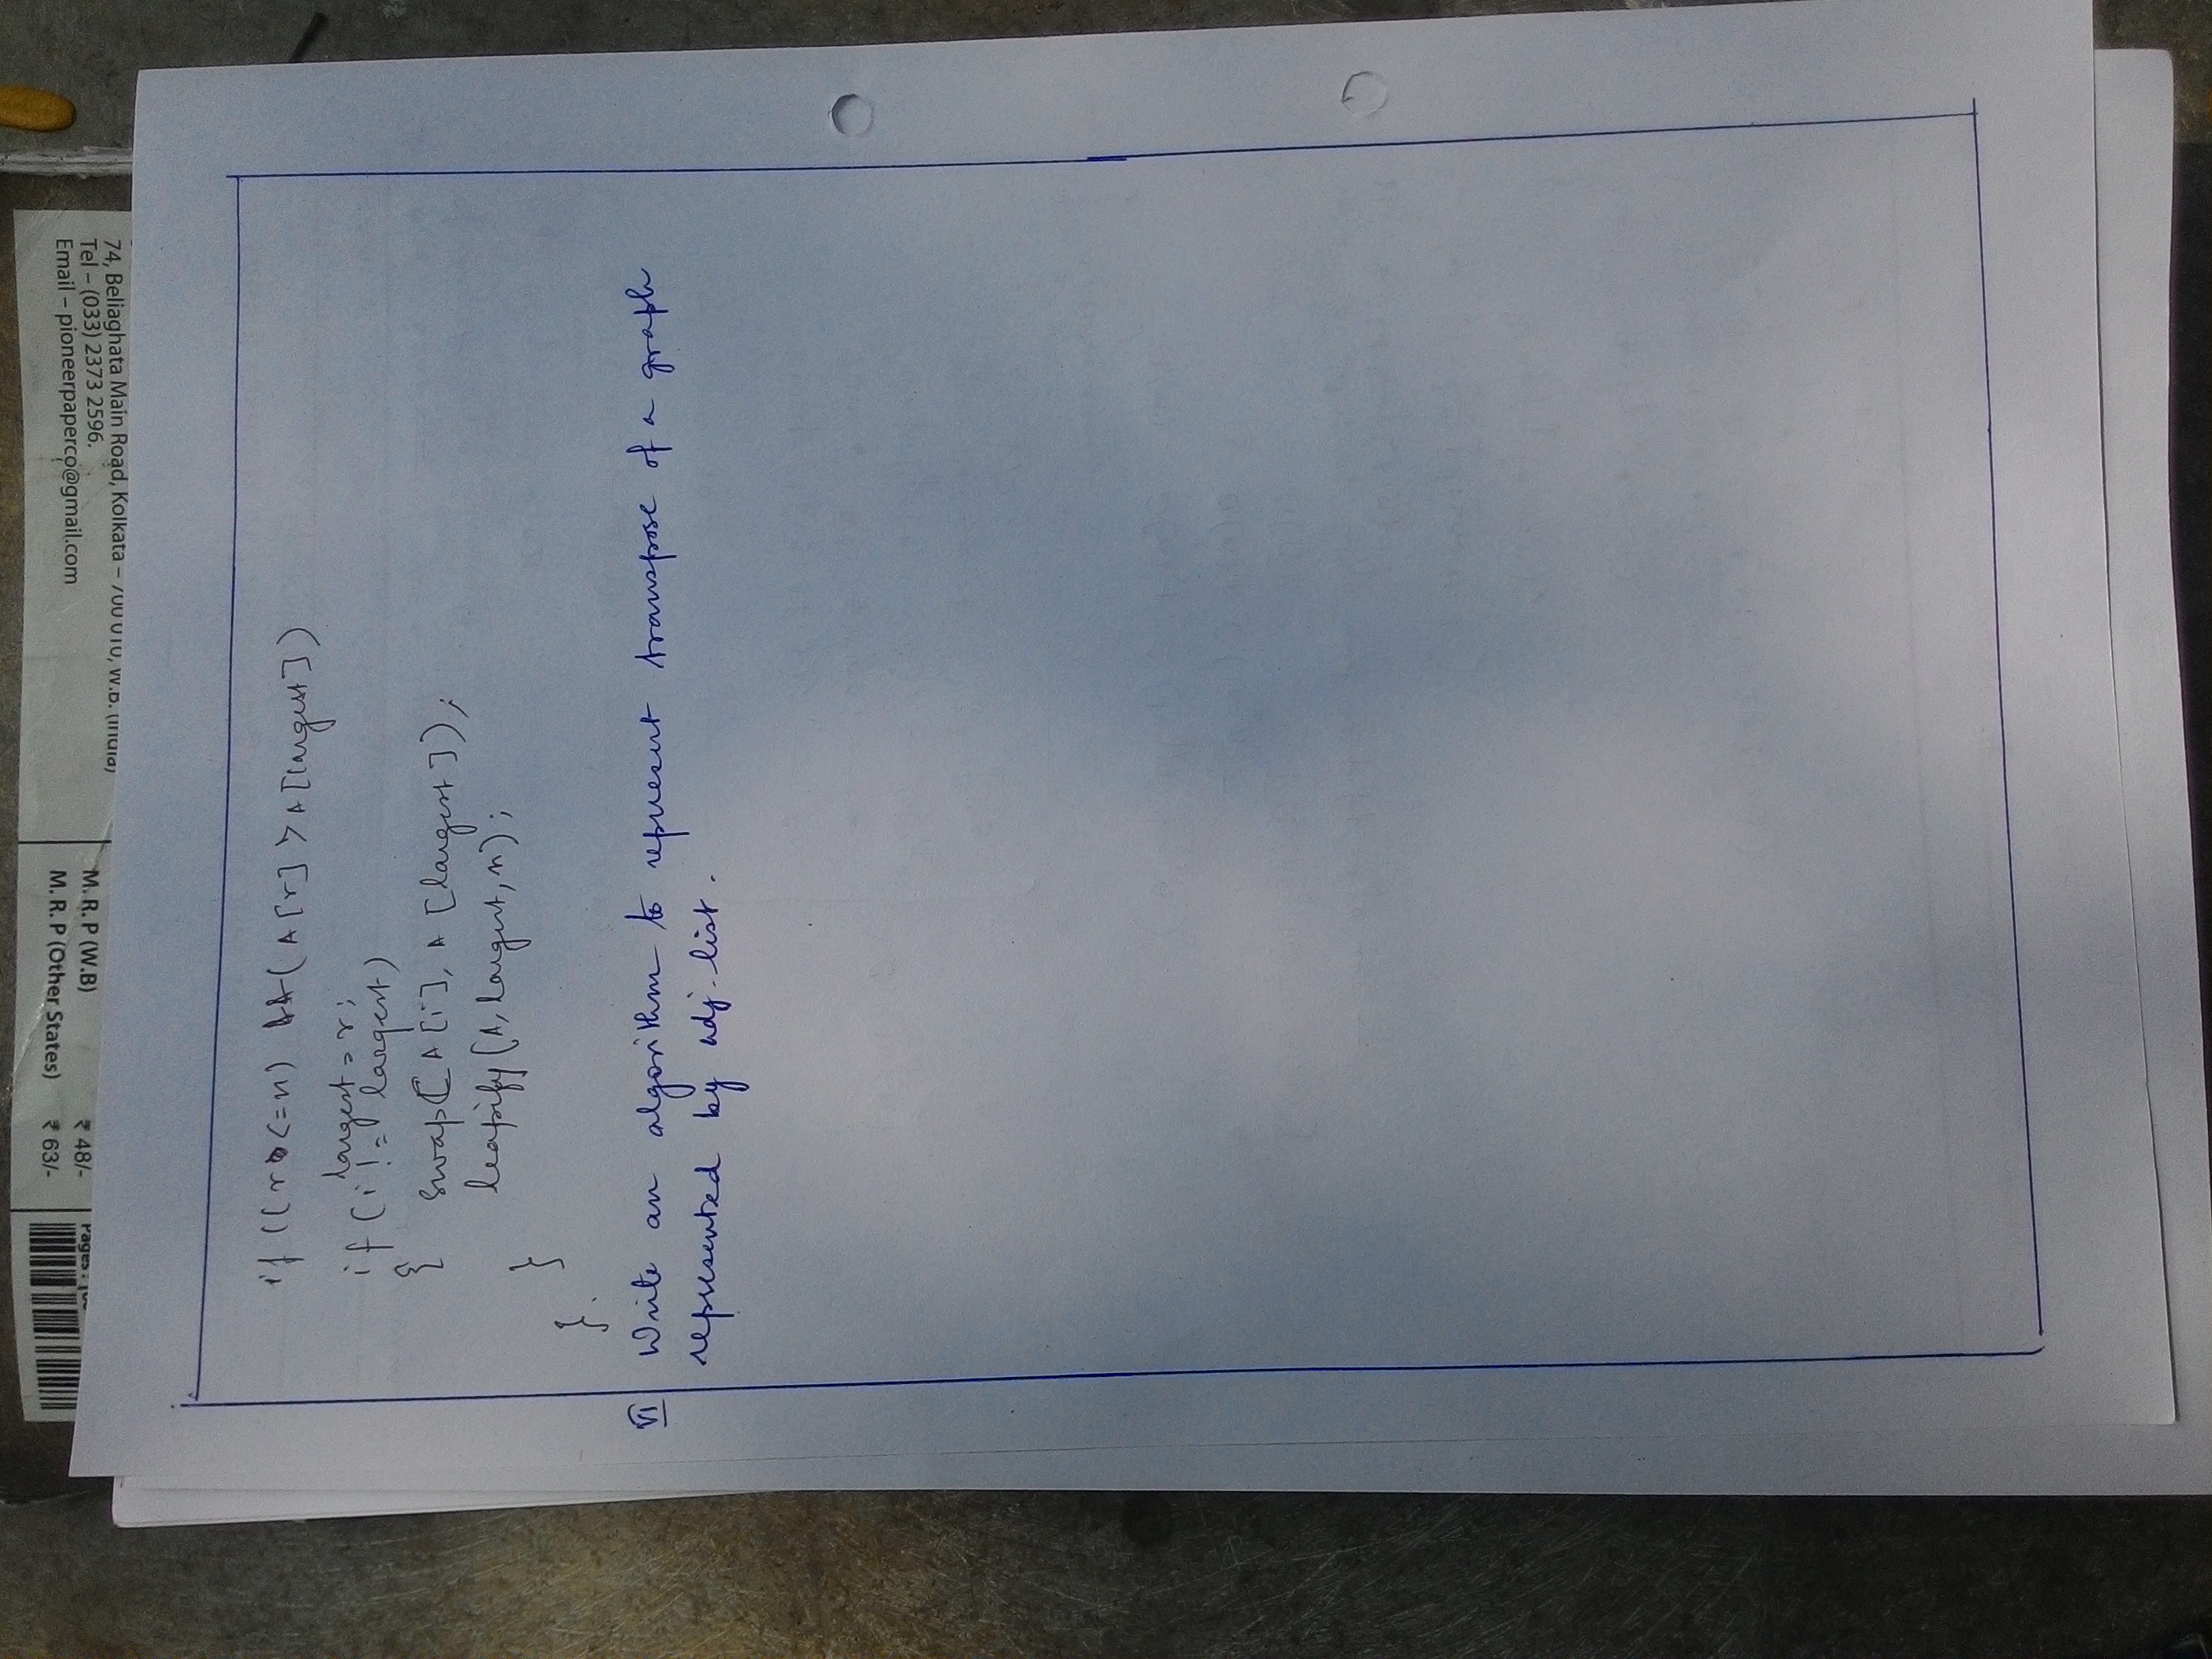 if ((r<=n) && (A[r] > A[largest])
largest = r;
if (i != largest)
{ swap(A[i], A[largest]);
heapify(A, largest, n);
}
}.
VI Write an algorithm to represent transpose of a graph
represented by adj. list.
M. R. P (W.B) ₹ 48/-
M. R. P (Other States) ₹ 63/-
74, Beliaghata Main Road, Kolkata – 700 010, W.B. (India)
Tel – (033) 2373 2596.
Email – pioneerpaperco@gmail.com